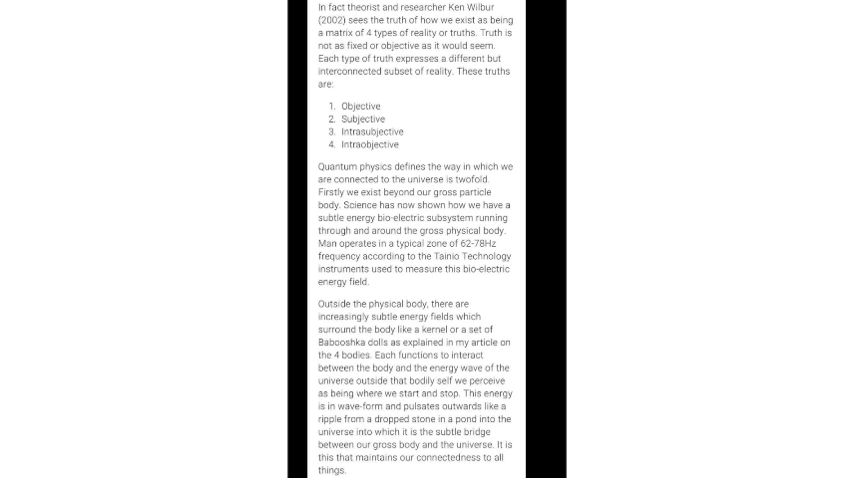 In fact theorist and researcher Ken Wilbur
(2002) sees the truth of how we exist as being
a matrix of 4 types of reality or truths. Truth is
not as fixed or objective as it would seem.
Each type of truth expresses a different but
interconnected subset of reality. These truths
are:
1. Objective
2. Subjective
3. Intrasubjective
4. Intraobjective
Quantum physics defines the way in which we
are connected to the universe is twofold.
Firstly we exist beyond our gross particle
body. Science has now shown how we have a
subtle energy bio-electric subsystem running
through and around the gross physical body.
Man operates in a typical zone of 62-78Hz
frequency according to the Tainio Technology
instruments used to measure this bio-electric
energy field.
Outside the physical body, there are
increasingly subtle energy fields which
surround the body like a kernel or a set of
Babooshka dolls as explained in my article on
the 4 bodies. Each functions to interact
between the body and the energy wave of the
universe outside that bodily self we perceive
as being where we start and stop. This energy
is in wave-form and pulsates outwards like a
ripple from a dropped stone in a pond into the
universe into which it is the subtle bridge
between our gross body and the universe. It is
this that maintains our connectedness to all
things.